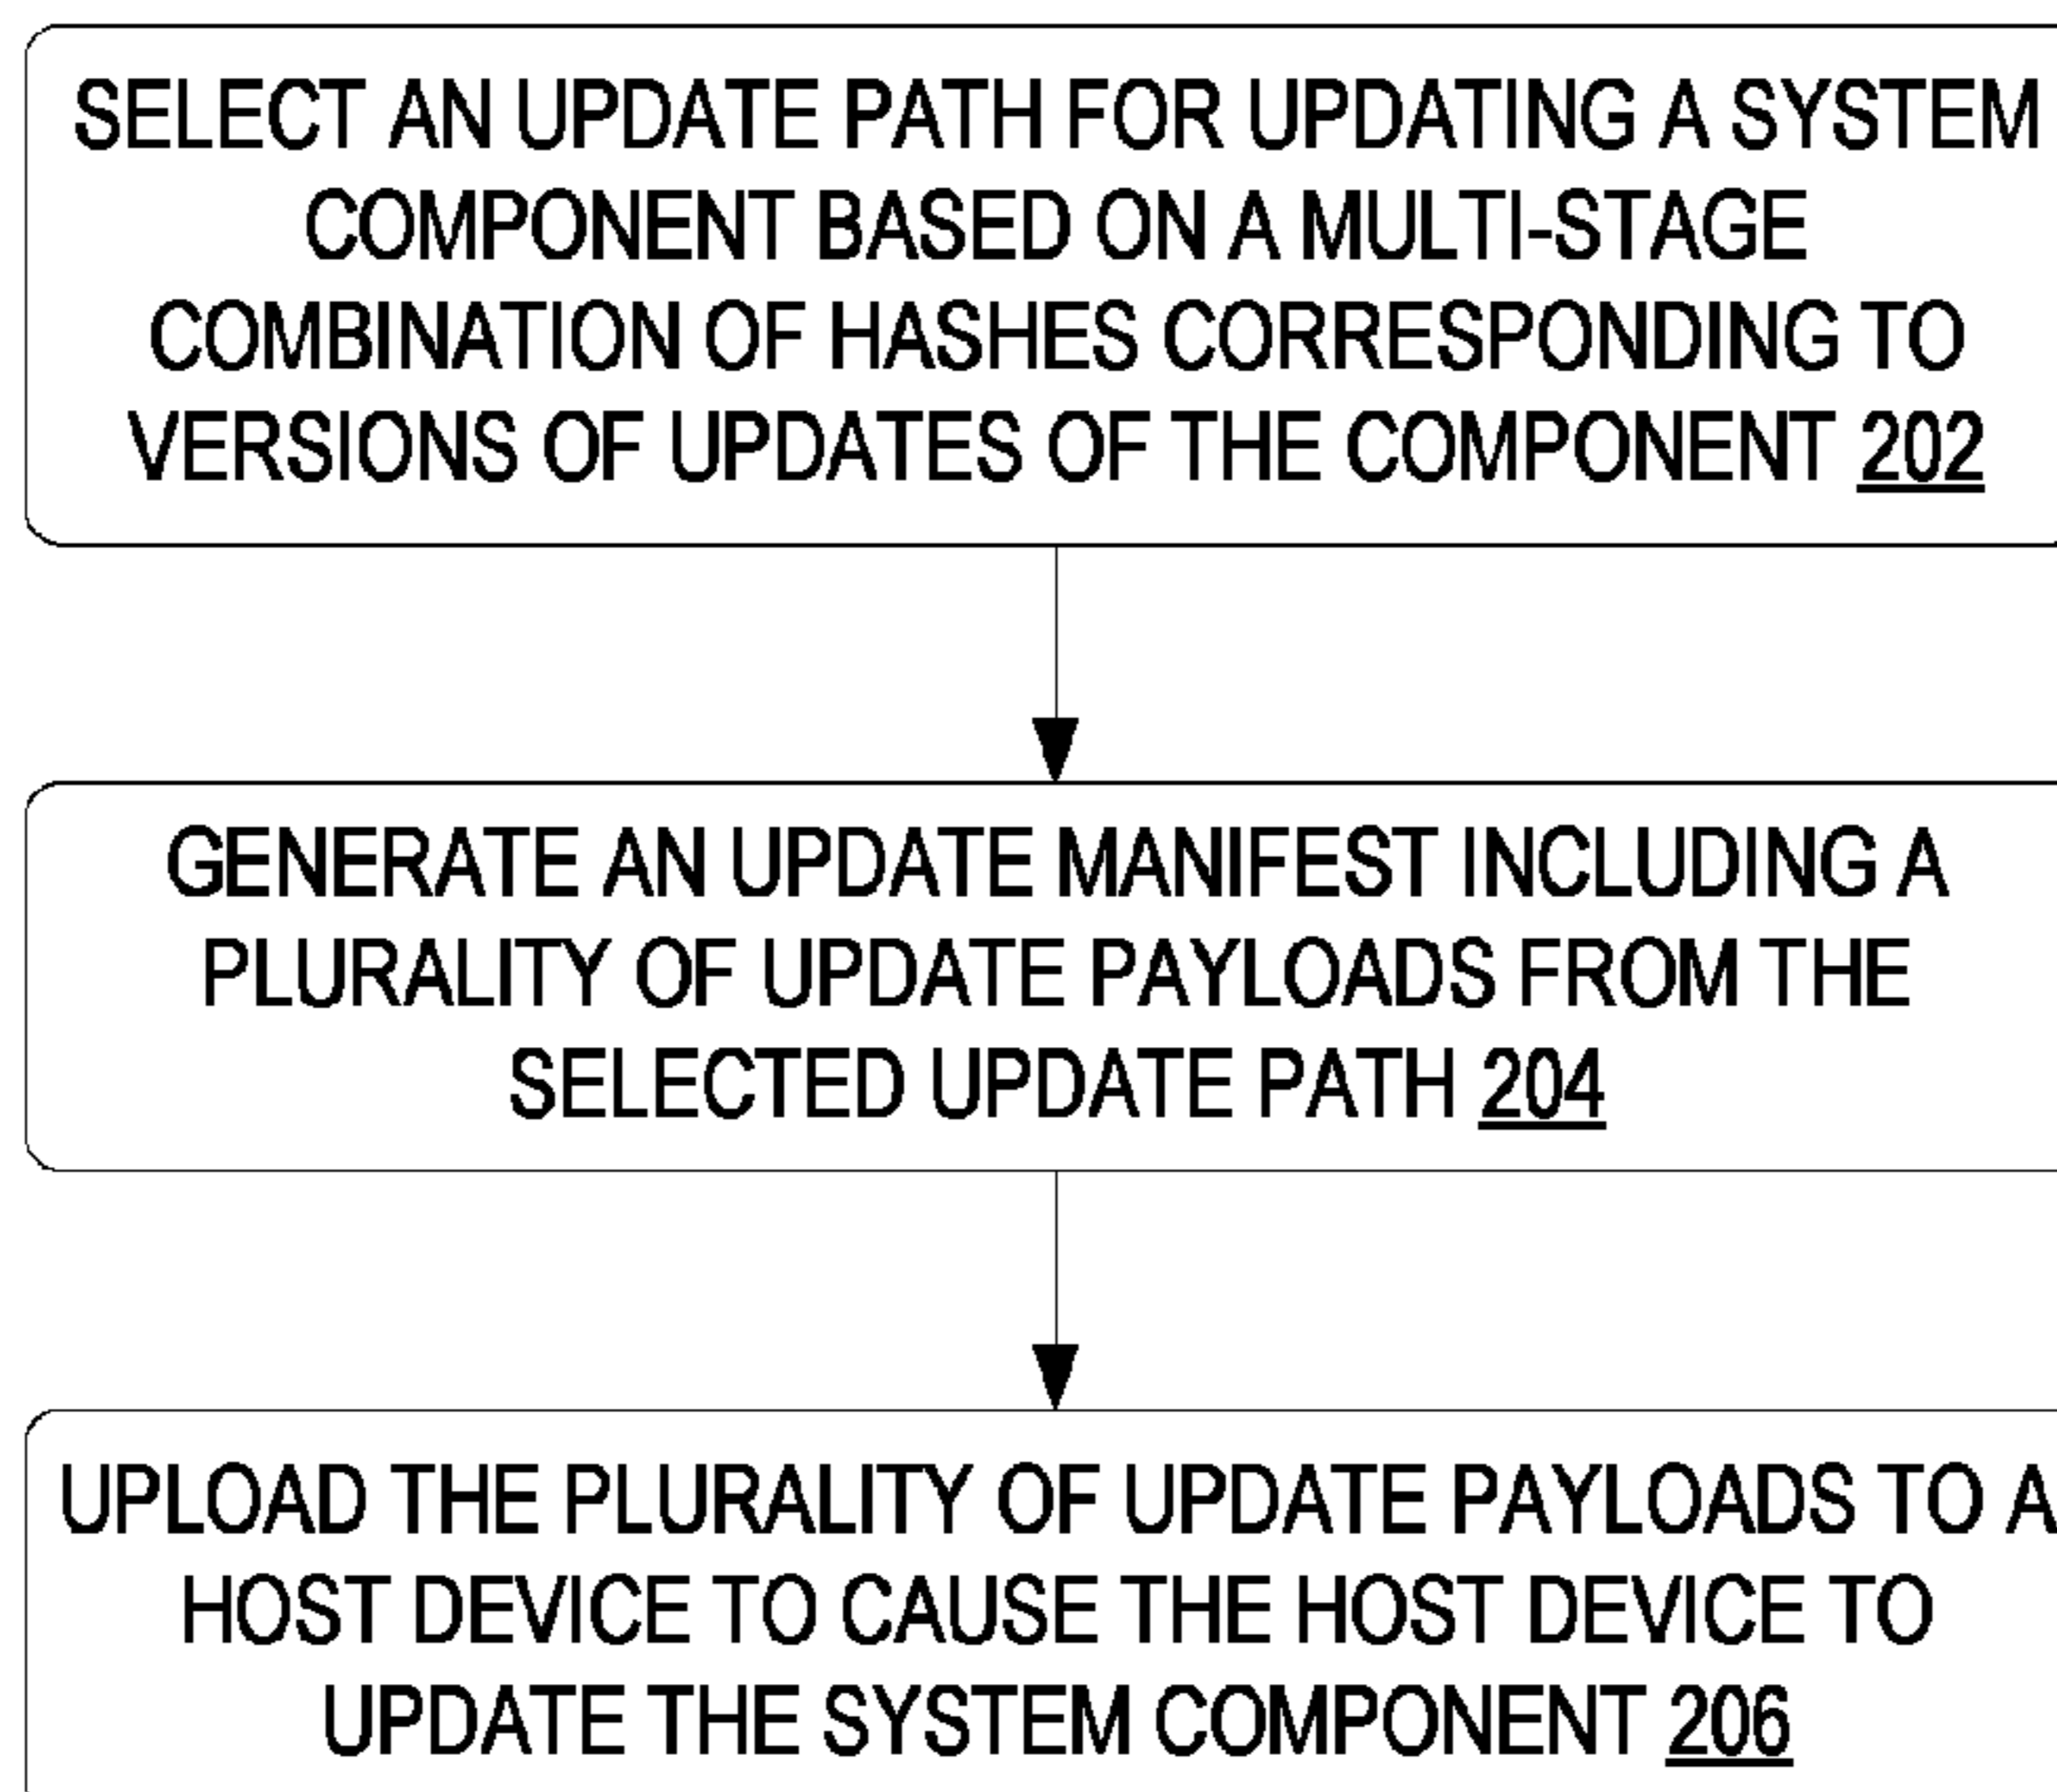 SELECT AN UPDATE PATH FOR UPDATING A SYSTEM
COMPONENT BASED ON A MULTI-STAGE
COMBINATION OF HASHES CORRESPONDING TO
VERSIONS OF UPDATES OF THE COMPONENT 202
GENERATE AN UPDATE MANIFEST INCLUDING A
PLURALITY OF UPDATE PAYLOADS FROM THE
SELECTED UPDATE PATH 204
UPLOAD THE PLURALITY OF UPDATE PAYLOADS TO A
HOST DEVICE TO CAUSE THE HOST DEVICE TO
UPDATE THE SYSTEM COMPONENT 206